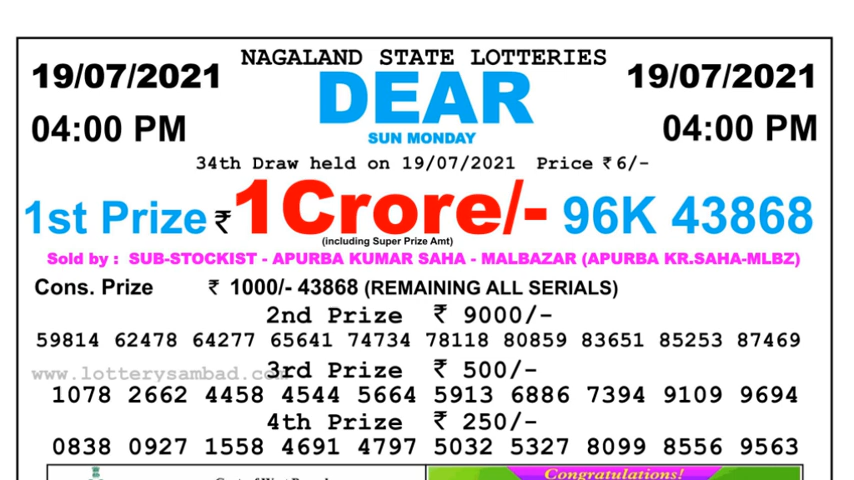 NAGALAND STATE LOTTERIES
19/07/2021 DEAR 19/07/2021
04:00 PM SUN MONDAY 04:00 PM
34th Draw held on 19/07/2021 Price ₹ 6/-
1st Prize ₹ 1Crore/- 96K 43868
(including Super Prize Amt)
Sold by : SUB-STOCKIST - APURBA KUMAR SAHA - MALBAZAR (APURBA KR.SAHA-MLBZ)
Cons. Prize ₹ 1000/- 43868 (REMAINING ALL SERIALS)
2nd Prize ₹ 9000/-
59814 62478 64277 65641 74734 78118 80859 83651 85253 87469
www.lotterysambad.com
3rd Prize ₹ 500/-
1078 2662 4458 4544 5664 5913 6886 7394 9109 9694
4th Prize ₹ 250/-
0838 0927 1558 4691 4797 5032 5327 8099 8556 9563
Congratulations!